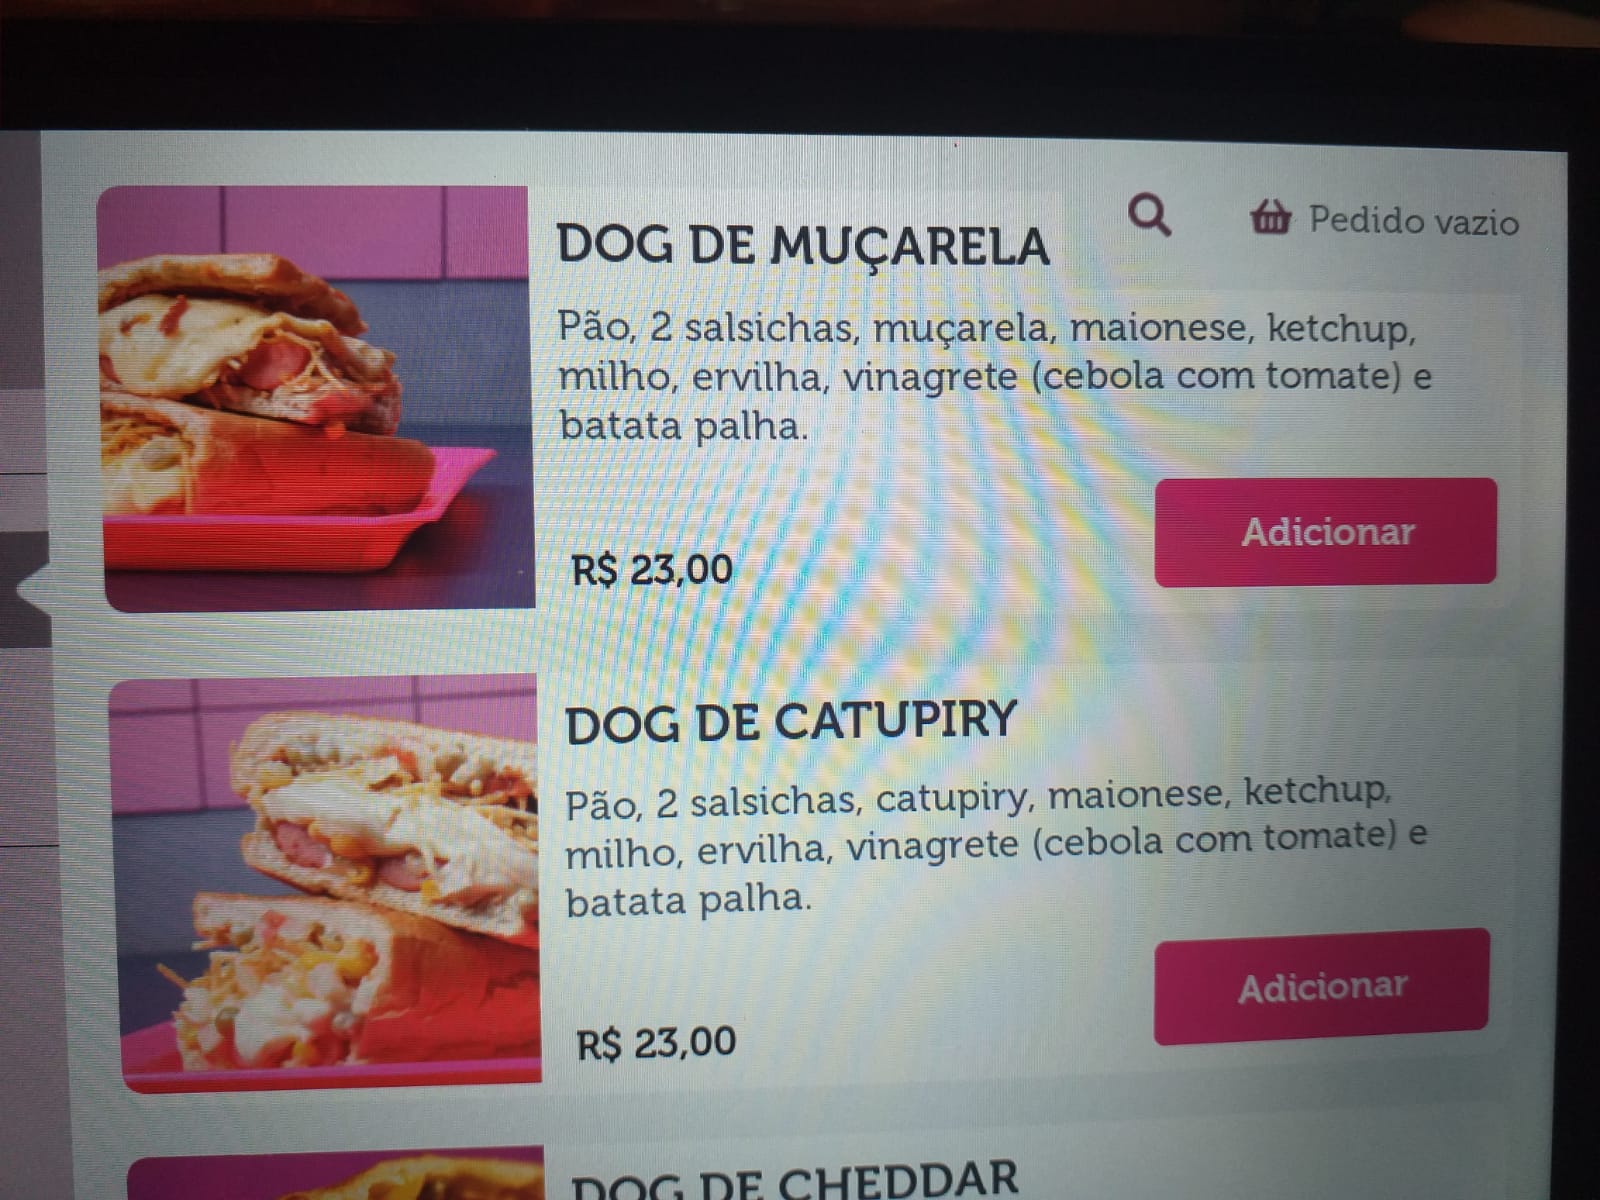 DOG DE MUÇARELA
Pedido vazio
Pão, 2 salsichas, muçarela, maionese, ketchup,
milho, ervilha, vinagrete (cebola com tomate) e
batata palha.
Adicionar
R$ 23,00
DOG DE CATUPIRY
Pão, 2 salsichas, catupiry, maionese, ketchup,
milho, ervilha, vinagrete (cebola com tomate) e
batata palha.
Adicionar
R$ 23,00
DOG DE CHEDDAR